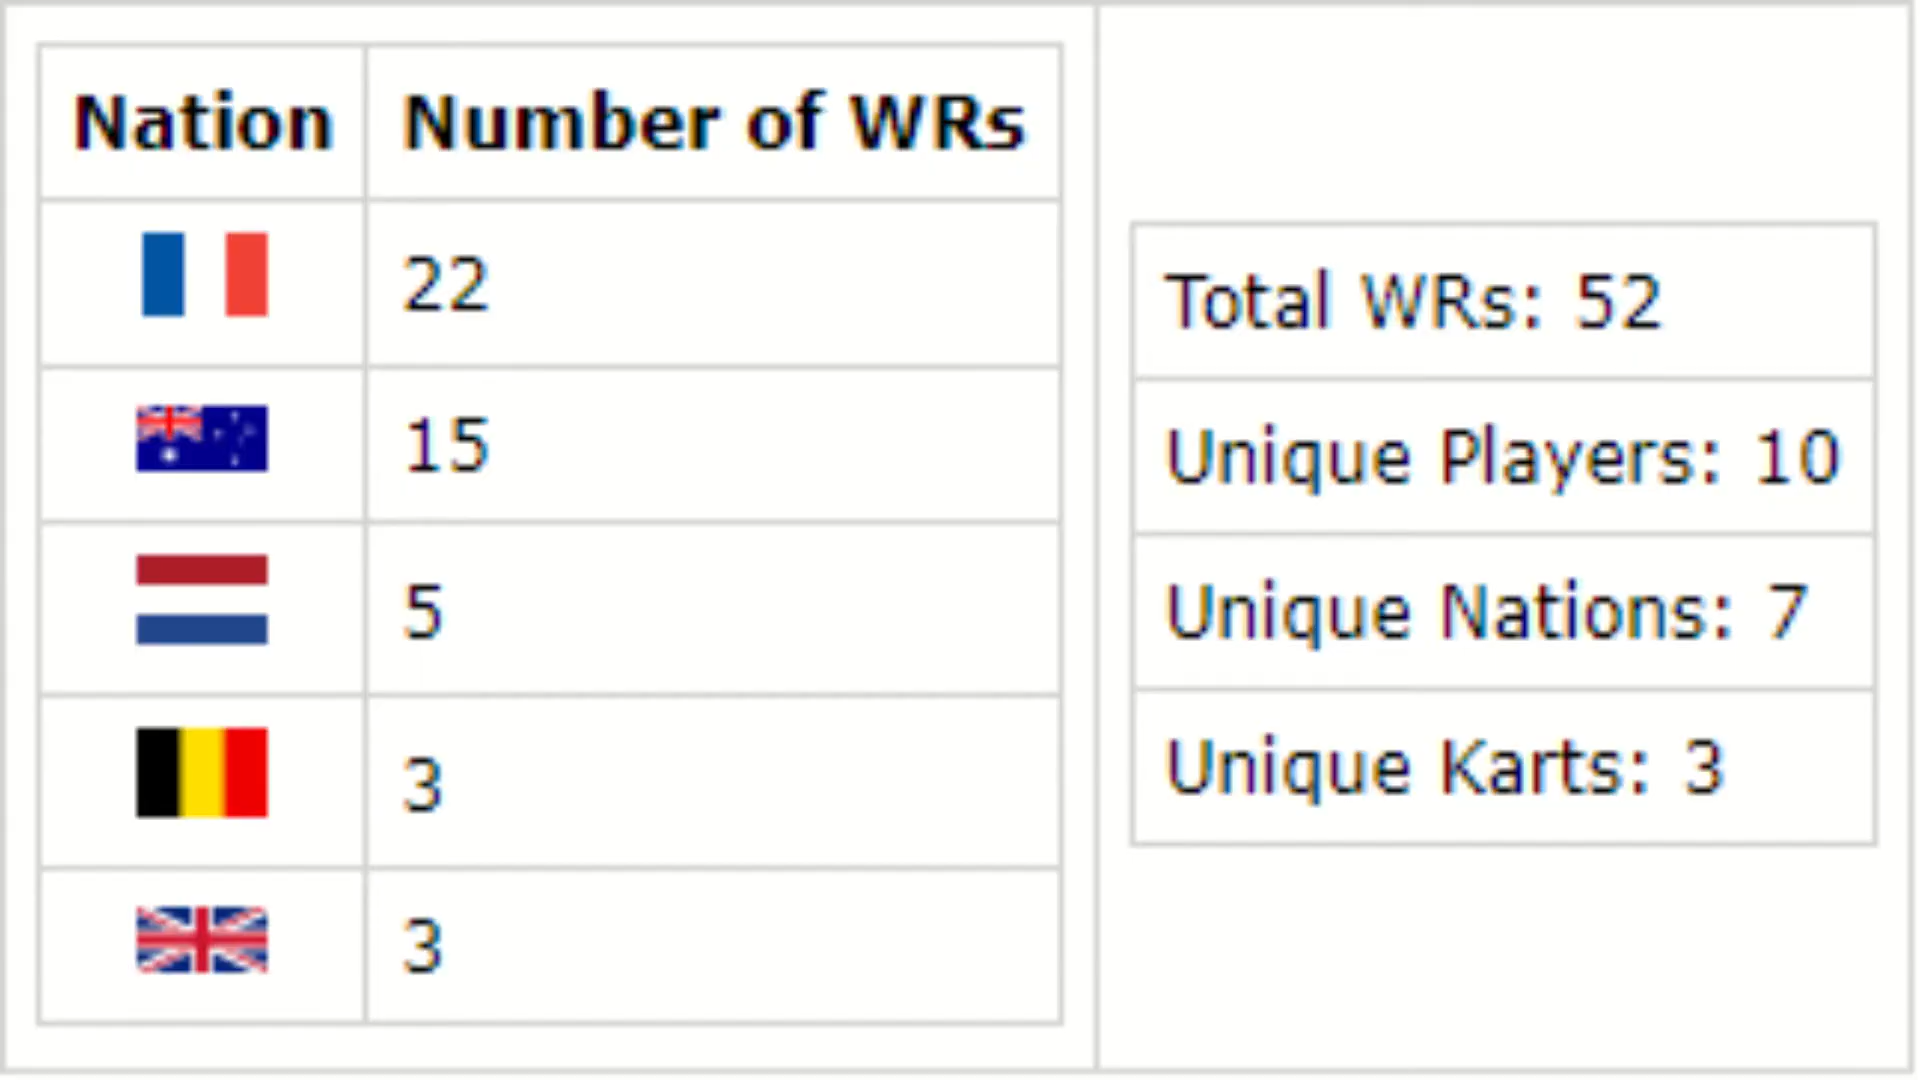 Nation Number of WRs
22
15
5
3
3
Total WRs: 52
Unique Players: 10
Unique Nations: 7
Unique Karts: 3